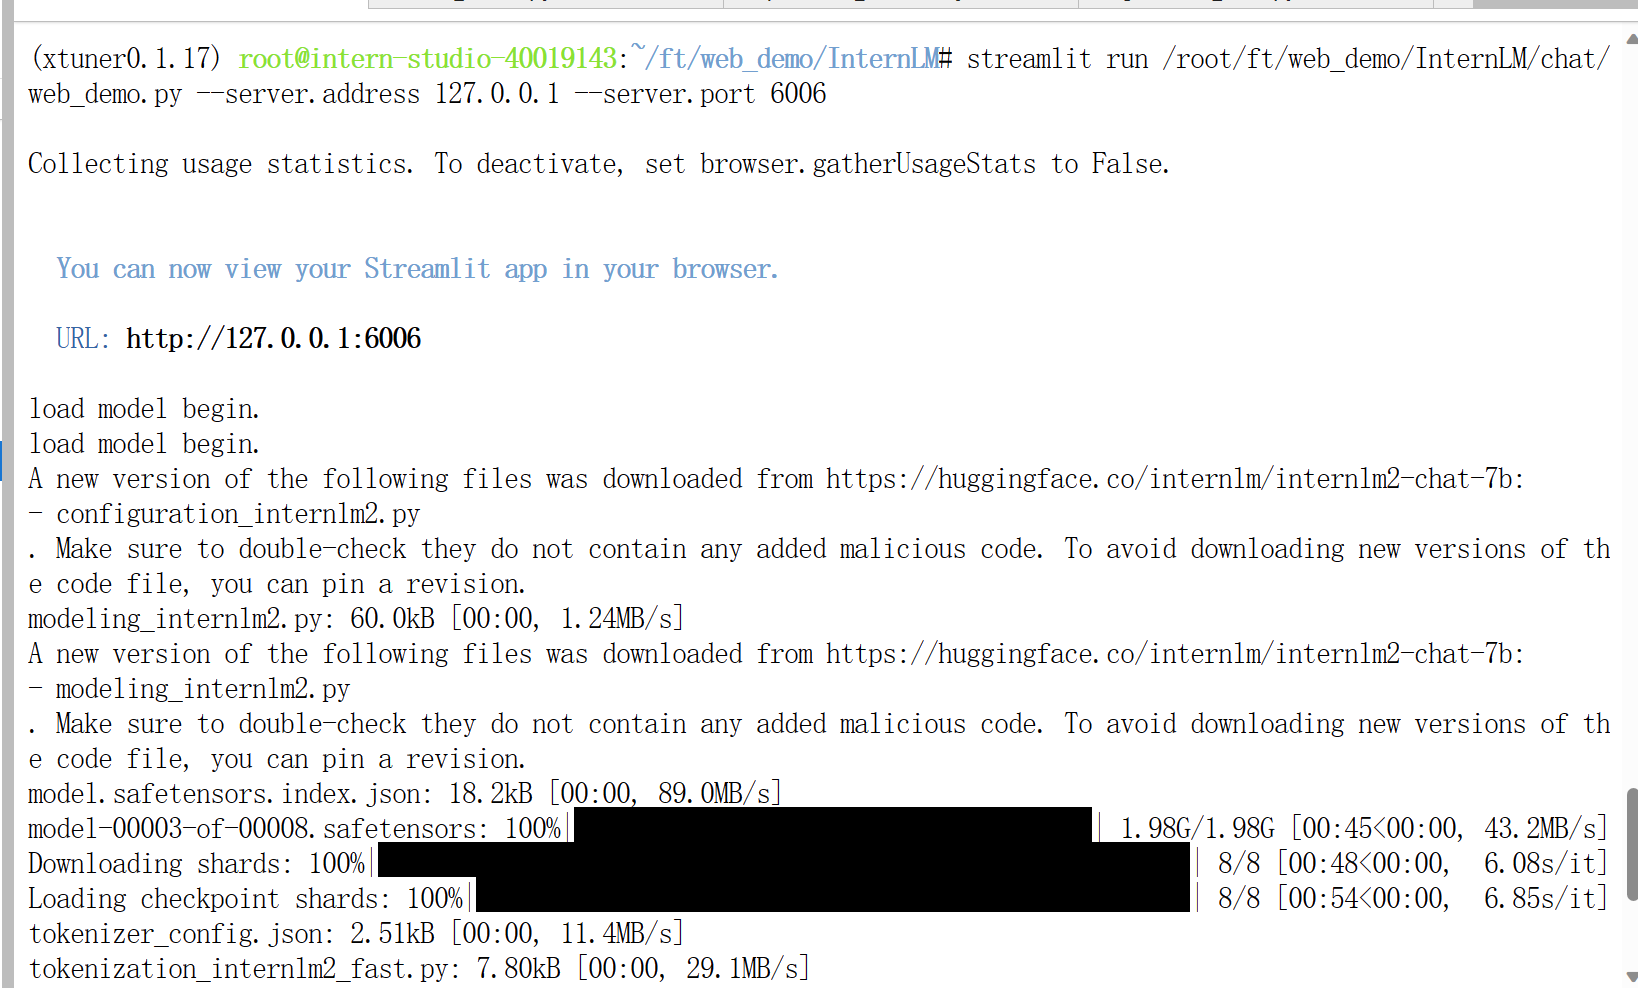 (xtuner0.1.17) root@intern-studio-40019143:~/ft/web_demo/InternLM# streamlit run /root/ft/web_demo/InternLM/chat/
web_demo.py --server.address 127.0.0.1 --server.port 6006
Collecting usage statistics. To deactivate, set browser.gatherUsageStats to False.
You can now view your Streamlit app in your browser.
URL: http://127.0.0.1:6006
load model begin.
load model begin.
A new version of the following files was downloaded from https://huggingface.co/internlm/internlm2-chat-7b:
- configuration_internlm2.py
. Make sure to double-check they do not contain any added malicious code. To avoid downloading new versions of th
e code file, you can pin a revision.
modeling_internlm2.py: 60.0kB [00:00, 1.24MB/s]
A new version of the following files was downloaded from https://huggingface.co/internlm/internlm2-chat-7b:
- modeling_internlm2.py
. Make sure to double-check they do not contain any added malicious code. To avoid downloading new versions of th
e code file, you can pin a revision.
model.safetensors.index.json: 18.2kB [00:00, 89.0MB/s]
model-00003-of-00008.safetensors: 100%| | 1.98G/1.98G [00:45<00:00, 43.2MB/s]
Downloading shards: 100%| | 8/8 [00:48<00:00, 6.08s/it]
Loading checkpoint shards: 100%| | 8/8 [00:54<00:00, 6.85s/it]
tokenizer_config.json: 2.51kB [00:00, 11.4MB/s]
tokenization_internlm2_fast.py: 7.80kB [00:00, 29.1MB/s]